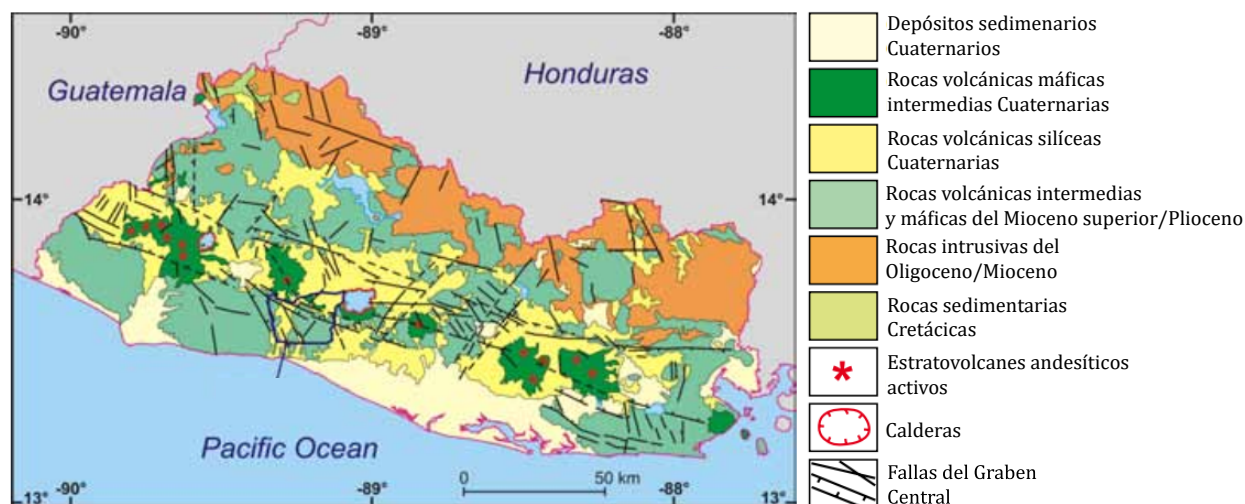 -90°
-89°
-88°
Guatemala
Honduras
14°
14°
Pacific Ocean
0
50 km
13°
-90°
-89°
-88°
13°
Depósitos sedimenarios
Cuaternarios
Rocas volcánicas máficas
intermedias Cuaternarias
Rocas volcánicas silíceas
Cuaternarias
Rocas volcánicas intermedias
y máficas del Mioceno superior/Plioceno
Rocas intrusivas del
Oligoceno/Mioceno
Rocas sedimentarias
Cretácicas
Estratovolcanes andesíticos
activos
Calderas
Fallas del Graben
Central